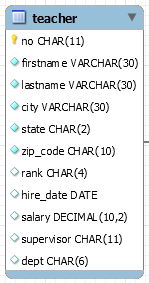 teacher
no CHAR(11)
firstname VARCHAR(30)
lastname VARCHAR(30)
city VARCHAR(30)
state CHAR(2)
zip_code CHAR(10)
rank CHAR(4)
hire_date DATE
salary DECIMAL(10,2)
supervisor CHAR(11)
dept CHAR(6)